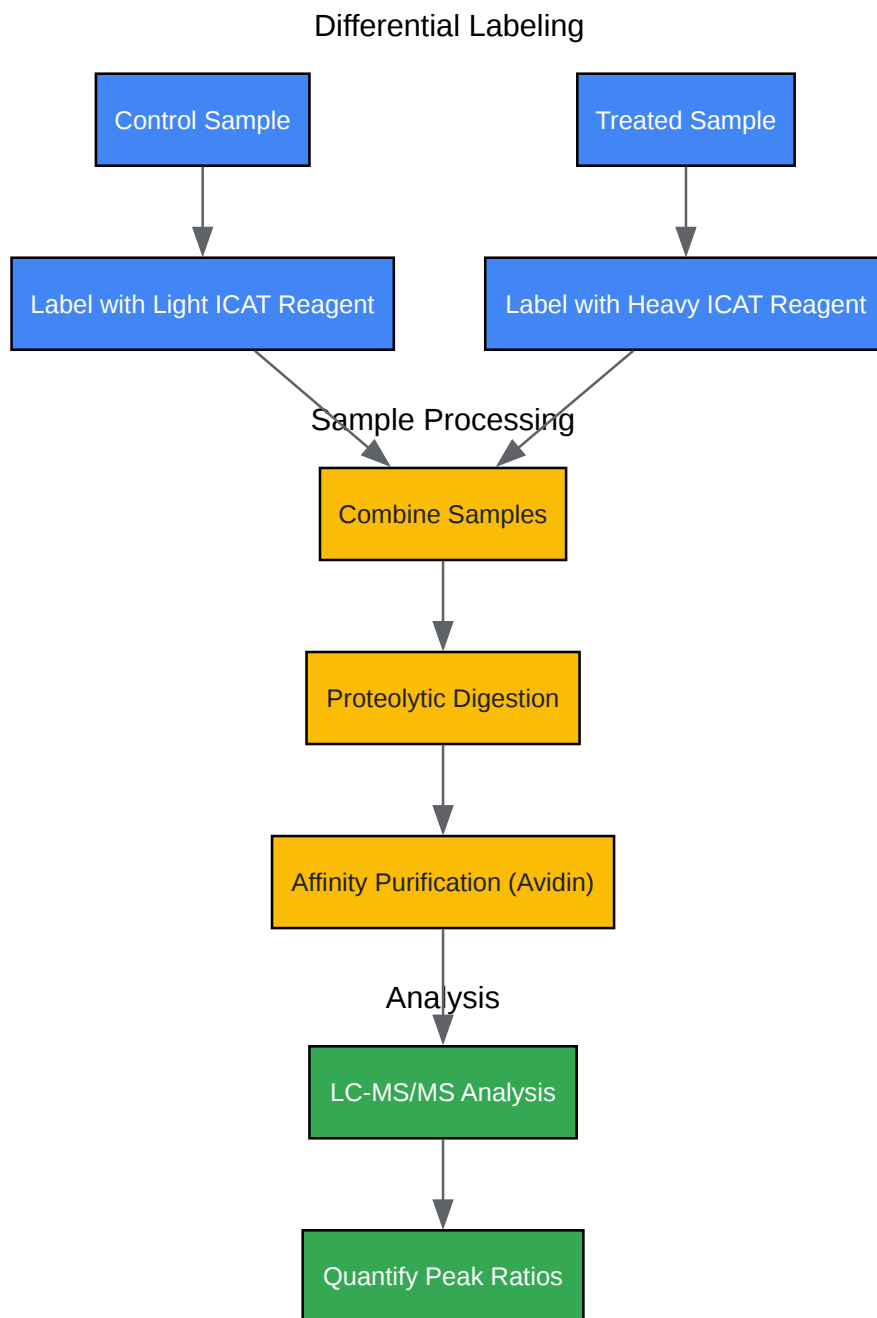 Differential Labeling
Control Sample
Treated Sample
Label with Light ICAT Reagent
Label with Heavy ICAT Reagent
Sample Processing
Combine Samples
Proteolytic Digestion
Affinity Purification (Avidin)
Analysis
LC-MS/MS Analysis
Quantify Peak Ratios